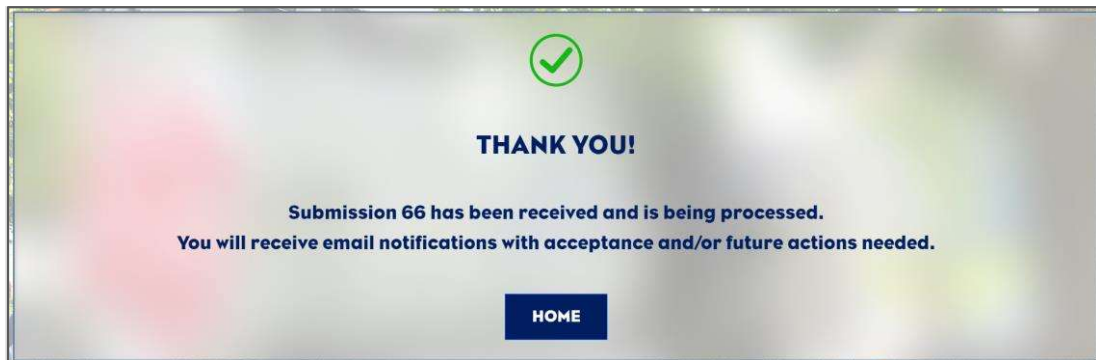 THANK YOU!
Submission 66 has been received and is being processed.
You will receive email notifications with acceptance and/or future actions needed.
HOME